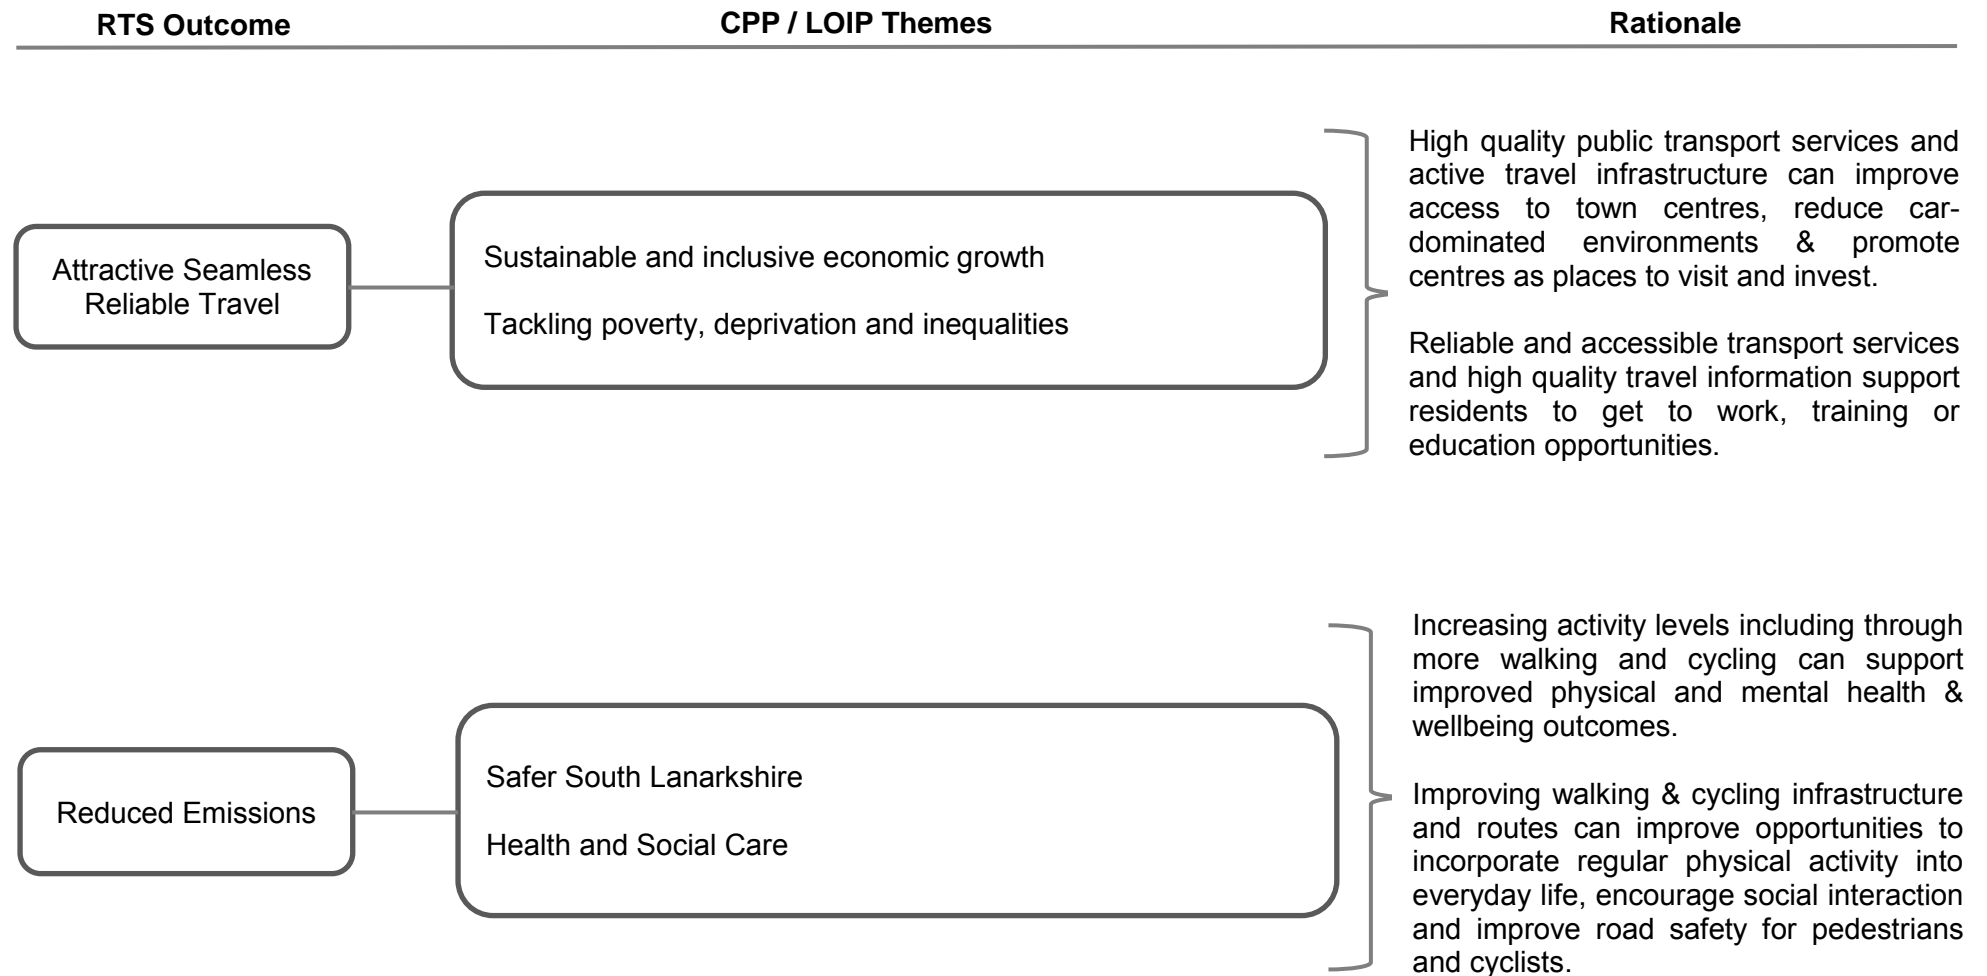 RTS Outcome
CPP / LOIP Themes
Rationale
Attractive Seamless
Reliable Travel
Sustainable and inclusive economic growth
Tackling poverty, deprivation and inequalities
High quality public transport services and
active travel infrastructure can improve
access to town centres, reduce car-
dominated environments & promote
centres as places to visit and invest.
Reliable and accessible transport services
and high quality travel information support
residents to get to work, training or
education opportunities.
Reduced Emissions
Safer South Lanarkshire
Health and Social Care
Increasing activity levels including through
more walking and cycling can support
improved physical and mental health &
wellbeing outcomes.
Improving walking & cycling infrastructure
and routes can improve opportunities to
incorporate regular physical activity into
everyday life, encourage social interaction
and improve road safety for pedestrians
and cyclists.